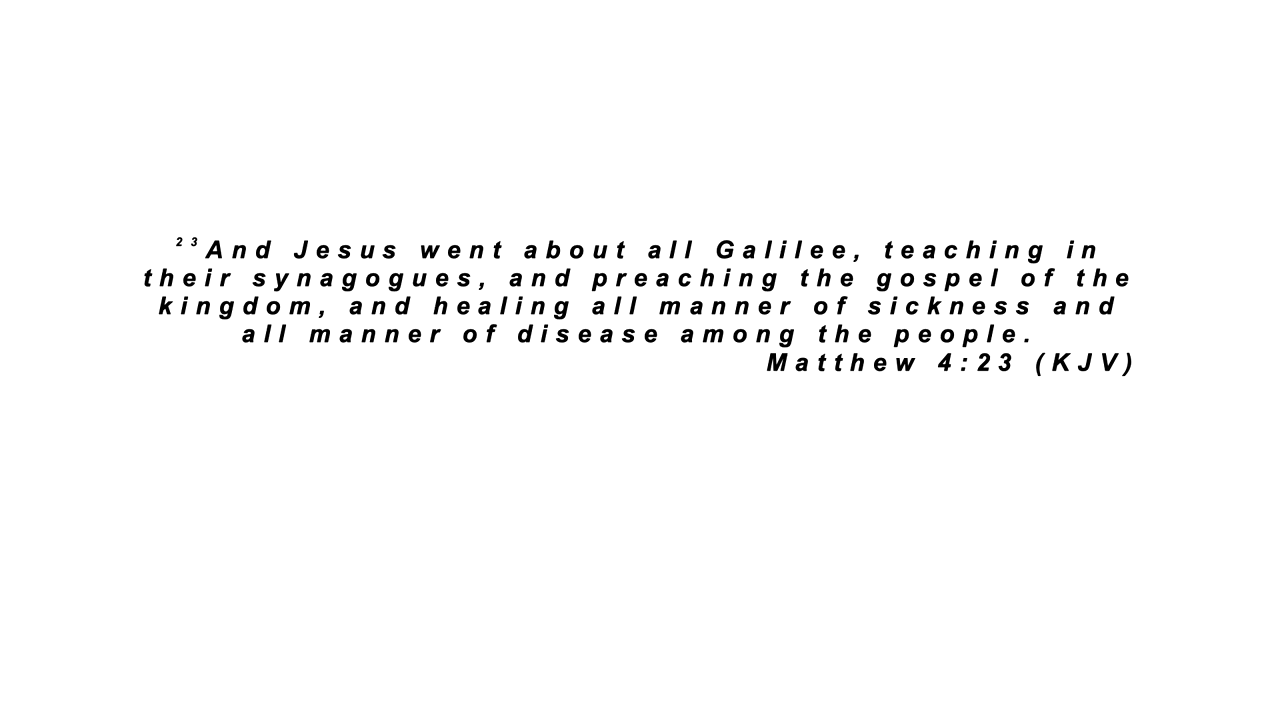 ²³And Jesus went about all Galilee, teaching in
their synagogues, and preaching the gospel of the
kingdom, and healing all manner of sickness and
all manner of disease among the people.
Matthew 4:23 (KJV)